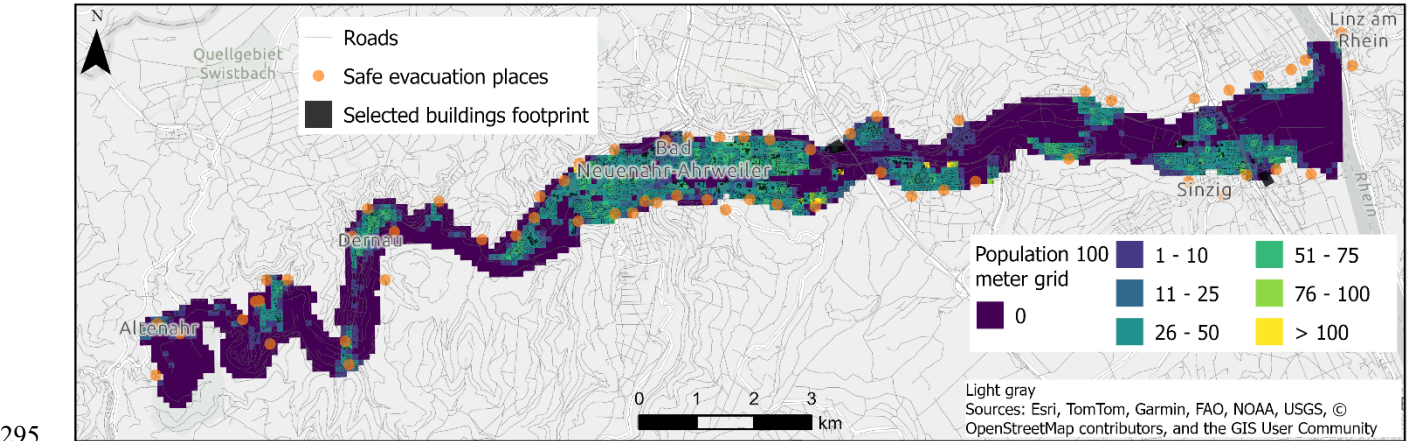 N
Quellgebiet
Swistbach
Roads
Safe evacuation places
Selected buildings footprint
Linz am
Rhein
Bad
Neuenahr-Ahrweiler
Sinzig
Rhein
Dernau
Altenahr
Population 100
meter grid
0
1 - 10
11 - 25
26 - 50
51 - 75
76 - 100
> 100
0 1 2 3
km
Light gray
Sources: Esri, TomTom, Garmin, FAO, NOAA, USGS, ©
OpenStreetMap contributors, and the GIS User Community
295